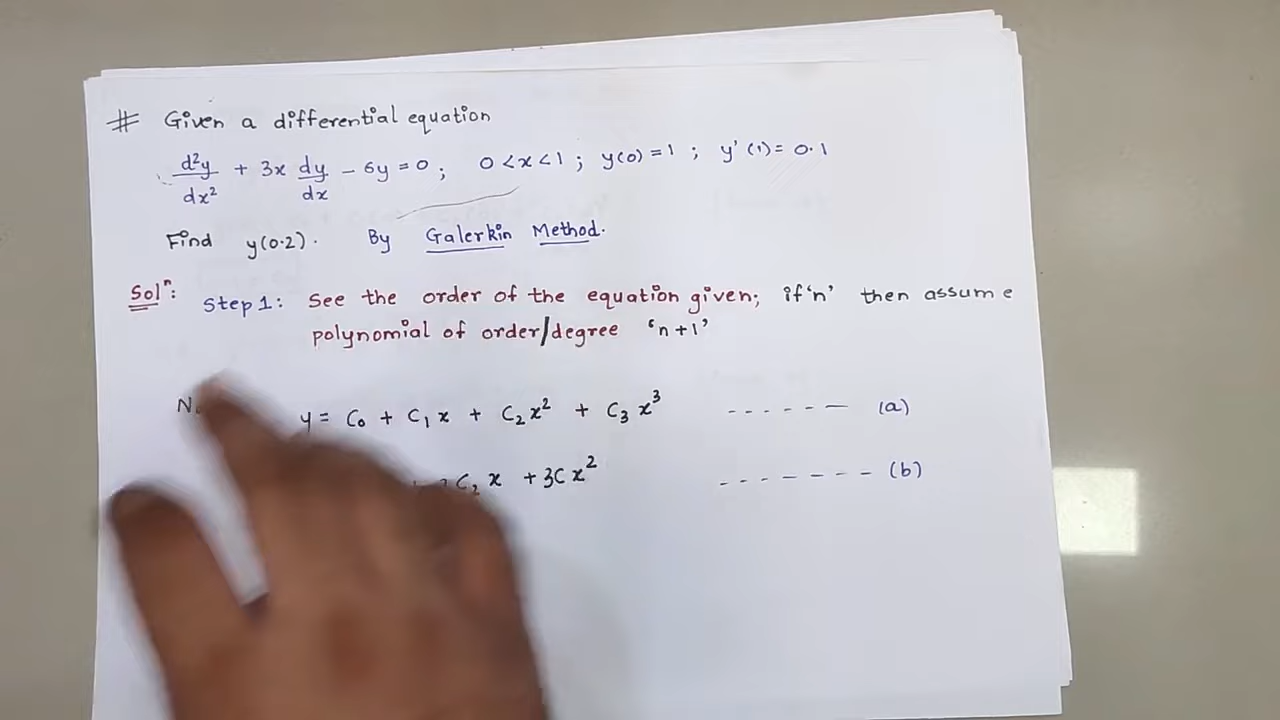 # Given a differential equation
d²y/dx² + 3x dy/dx − 6y = 0 ; 0 < x < 1 ; y(0) = 1 ; y'(1) = 0.1
Find y(0.2). By Galerkin Method.
Solⁿ: Step 1: See the order of the equation given; if 'n' then assume
polynomial of order/degree 'n+1'
y = C₀ + C₁x + C₂x² + C₃x³ ------ (a)
C₂x + 3Cx² ------- (b)